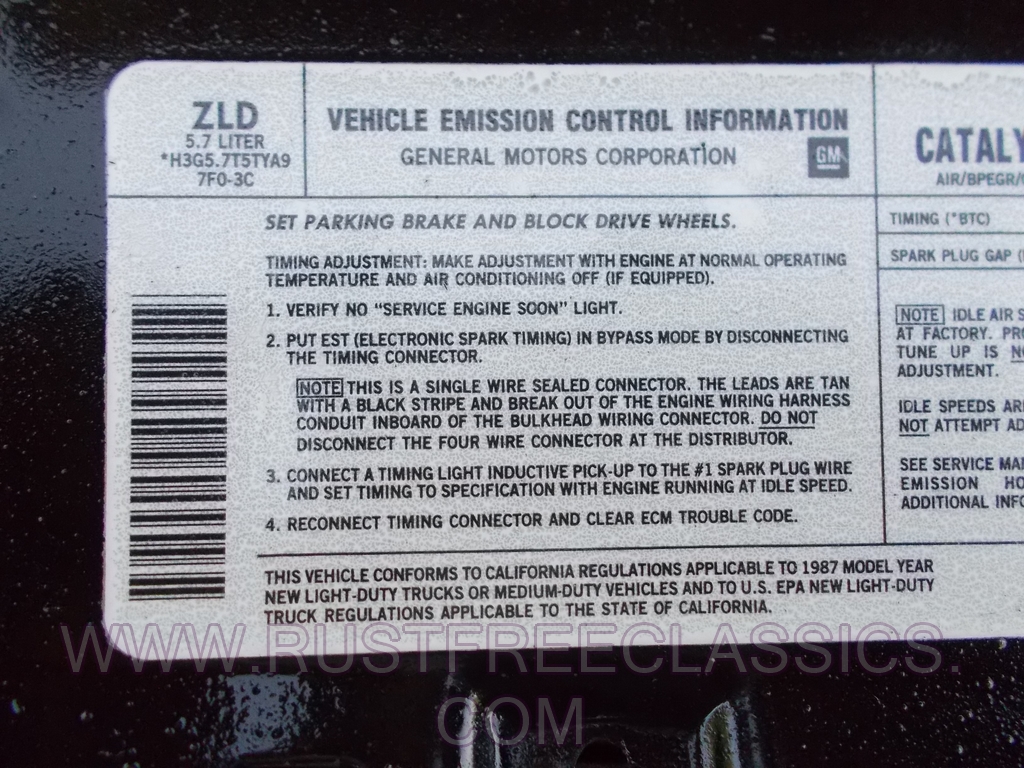 ZLD
5.7 LITER
*H3G5.7T5TYA9
7F0-3C
VEHICLE EMISSION CONTROL INFORMATION
GENERAL MOTORS CORPORATION
GM
CATALY
AIR/BPEGR/
SET PARKING BRAKE AND BLOCK DRIVE WHEELS.
TIMING ADJUSTMENT: MAKE ADJUSTMENT WITH ENGINE AT NORMAL OPERATING
TEMPERATURE AND AIR CONDITIONING OFF (IF EQUIPPED).
1. VERIFY NO "SERVICE ENGINE SOON" LIGHT.
2. PUT EST (ELECTRONIC SPARK TIMING) IN BYPASS MODE BY DISCONNECTING
THE TIMING CONNECTOR.
NOTE THIS IS A SINGLE WIRE SEALED CONNECTOR. THE LEADS ARE TAN
WITH A BLACK STRIPE AND BREAK OUT OF THE ENGINE WIRING HARNESS
CONDUIT INBOARD OF THE BULKHEAD WIRING CONNECTOR. DO NOT
DISCONNECT THE FOUR WIRE CONNECTOR AT THE DISTRIBUTOR.
3. CONNECT A TIMING LIGHT INDUCTIVE PICK-UP TO THE #1 SPARK PLUG WIRE
AND SET TIMING TO SPECIFICATION WITH ENGINE RUNNING AT IDLE SPEED.
4. RECONNECT TIMING CONNECTOR AND CLEAR ECM TROUBLE CODE.
THIS VEHICLE CONFORMS TO CALIFORNIA REGULATIONS APPLICABLE TO 1987 MODEL YEAR
NEW LIGHT-DUTY TRUCKS OR MEDIUM-DUTY VEHICLES AND TO U.S. EPA NEW LIGHT-DUTY
TRUCK REGULATIONS APPLICABLE TO THE STATE OF CALIFORNIA.
TIMING (°BTC)
SPARK PLUG GAP (
NOTE IDLE AIR S
AT FACTORY. PR
TUNE UP IS N
ADJUSTMENT.
IDLE SPEEDS AR
NOT ATTEMPT AD
SEE SERVICE MA
EMISSION HO
ADDITIONAL INFO
WWW.RUSTFREECLASSICS.
COM